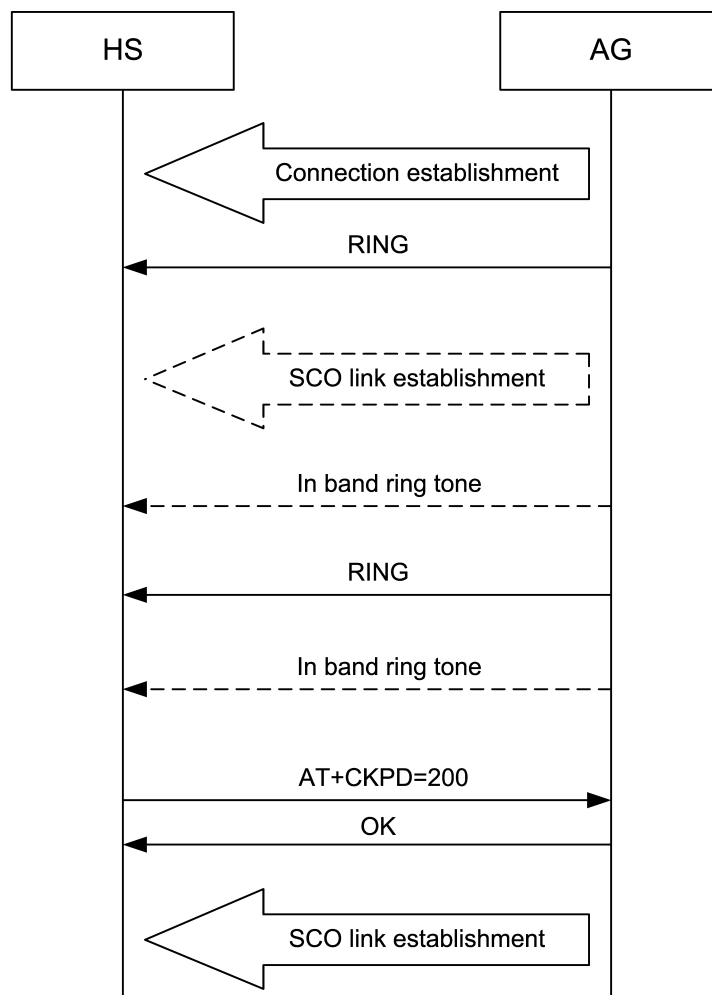 HS
AG
Connection establishment
RING
SCO link establishment
In band ring tone
RING
In band ring tone
AT+CKPD=200
OK
SCO link establishment